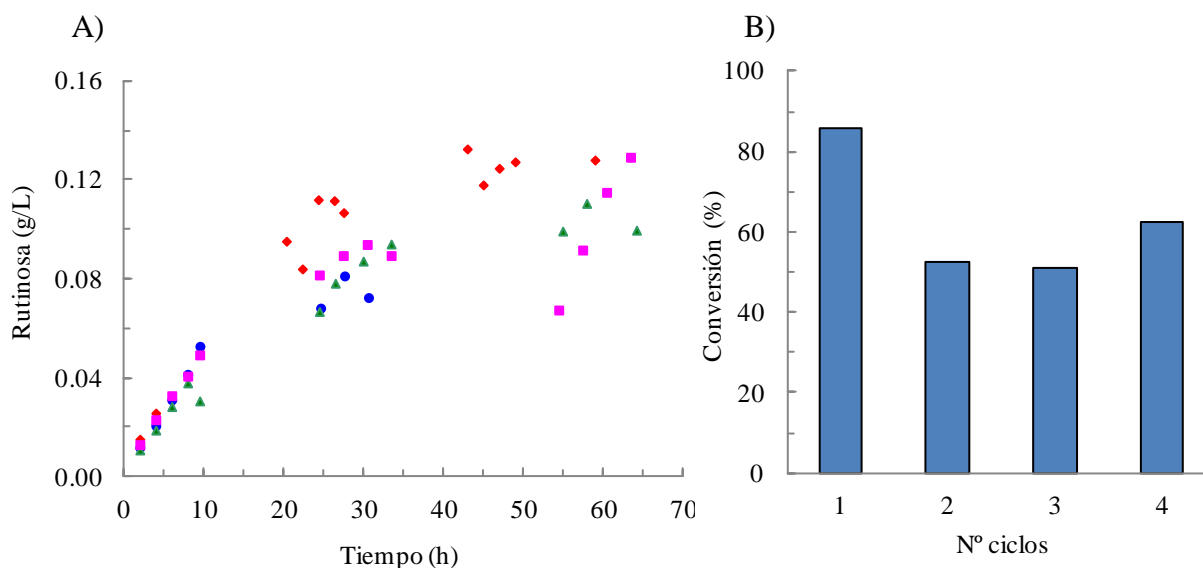 A)
0.16
0.12
0.08
0.04
0.00
Rutinosa (g/L)
0 10 20 30 40 50 60 70
Tiempo (h)
B)
100
80
60
40
20
0
Conversión (%)
1 2 3 4
Nº ciclos